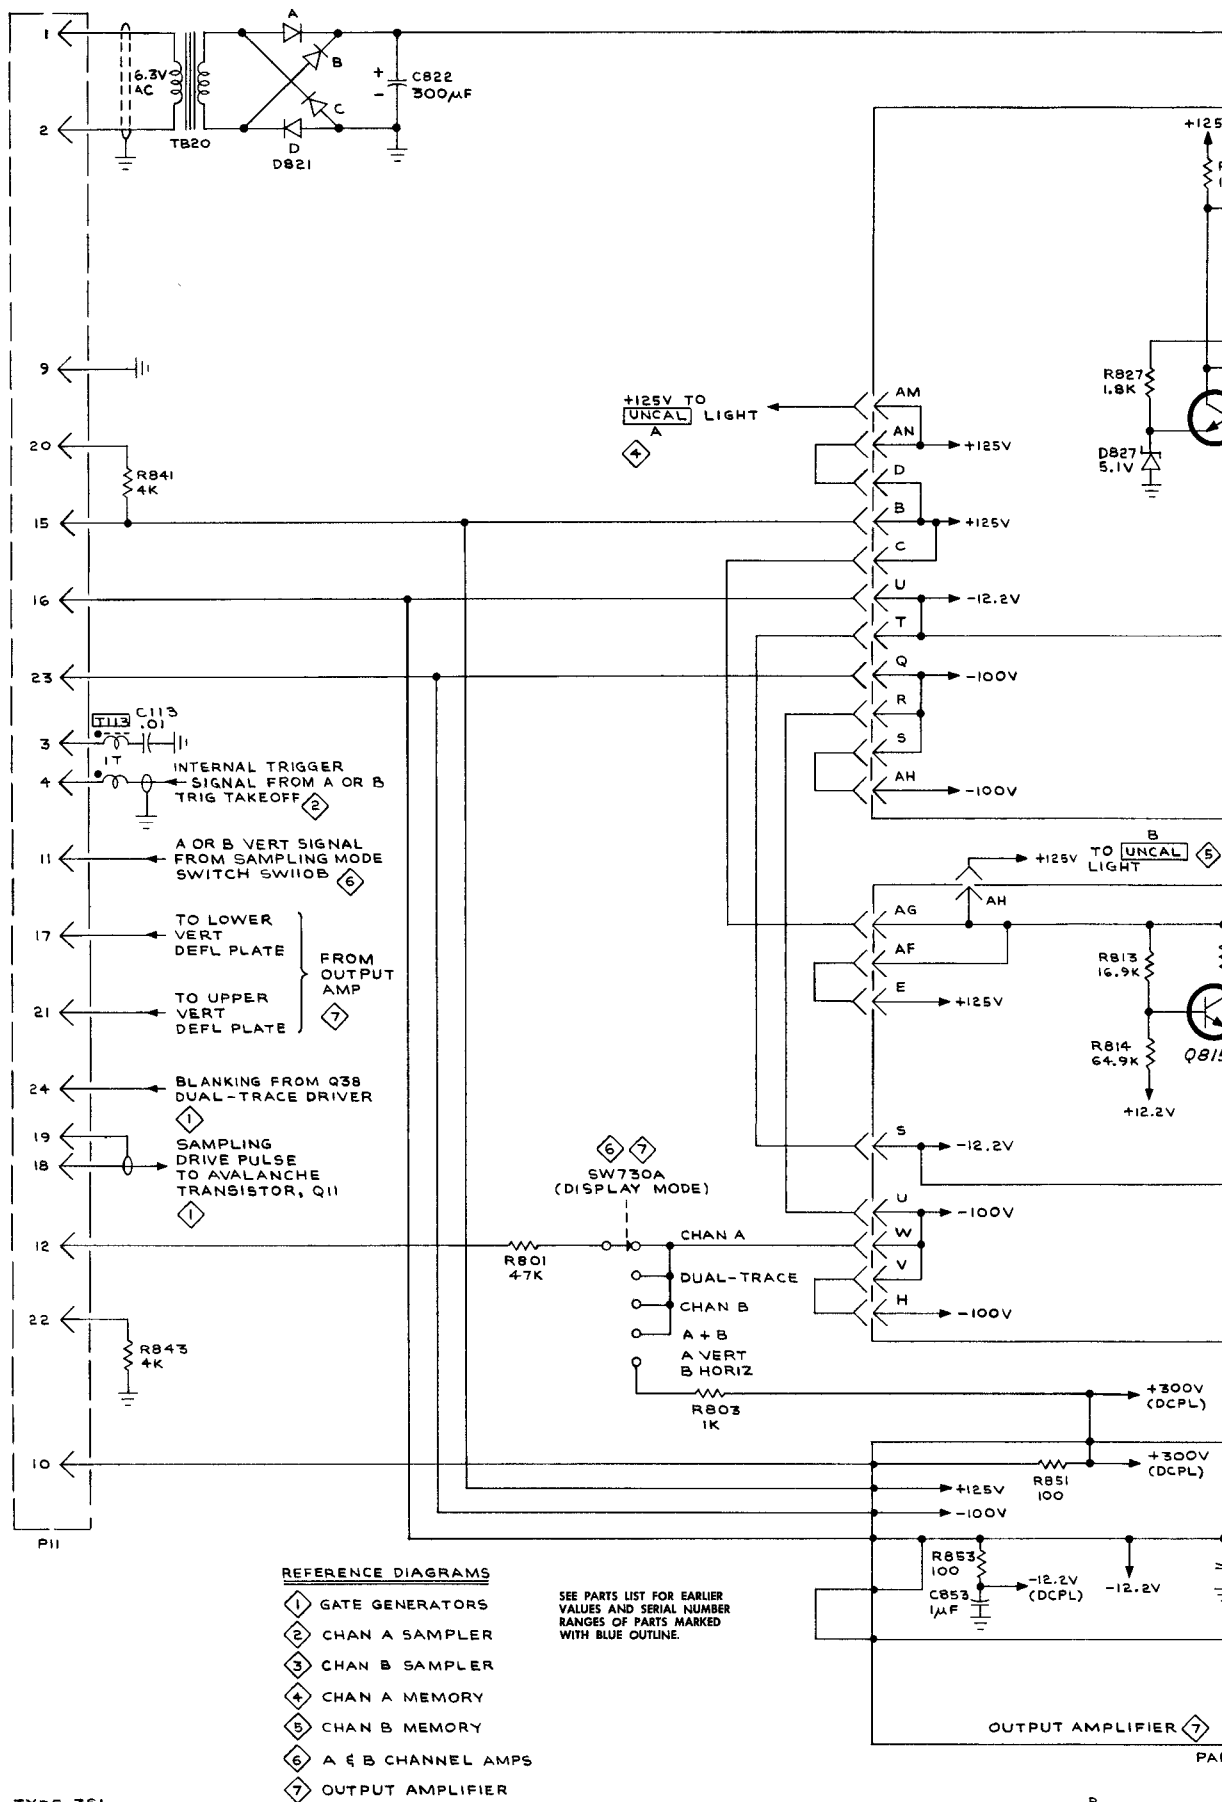 1
6.3V
AC
2
TB20
A
B
C
D
D821
+
-
C822
300µF
+125
9
20
R841
4K
15
16
23
T113
C113
.01
3
1T
4
INTERNAL TRIGGER
SIGNAL FROM A OR B
TRIG TAKEOFF 2
11
A OR B VERT SIGNAL
FROM SAMPLING MODE
SWITCH SW110B 6
17
TO LOWER
VERT
DEFL PLATE
21
TO UPPER
VERT
DEFL PLATE
FROM
OUTPUT
AMP
7
24
BLANKING FROM Q38
DUAL-TRACE DRIVER
1
19
18
SAMPLING
DRIVE PULSE
TO AVALANCHE
TRANSISTOR, Q11
1
12
22
R843
4K
10
P11
+125V TO
UNCAL LIGHT
A
4
AM
AN
+125V
D
B
+125V
C
U
-12.2V
T
Q
-100V
R
S
AH
-100V
R827
1.8K
D827
5.1V
+125V
B
TO UNCAL 5
LIGHT
AH
AG
AF
E
+125V
R813
16.9K
R814
64.9K
Q815
+12.2V
S
-12.2V
U
-100V
W
V
H
-100V
6 7
SW730A
(DISPLAY MODE)
R801
47K
CHAN A
DUAL-TRACE
CHAN B
A + B
A VERT
B HORIZ
R803
1K
+300V
(DCPL)
R851
100
+300V
(DCPL)
+125V
-100V
R853
100
C853
1µF
-12.2V
(DCPL)
-12.2V
OUTPUT AMPLIFIER 7
REFERENCE DIAGRAMS
1 GATE GENERATORS
2 CHAN A SAMPLER
3 CHAN B SAMPLER
4 CHAN A MEMORY
5 CHAN B MEMORY
6 A & B CHANNEL AMPS
7 OUTPUT AMPLIFIER
SEE PARTS LIST FOR EARLIER
VALUES AND SERIAL NUMBER
RANGES OF PARTS MARKED
WITH BLUE OUTLINE.